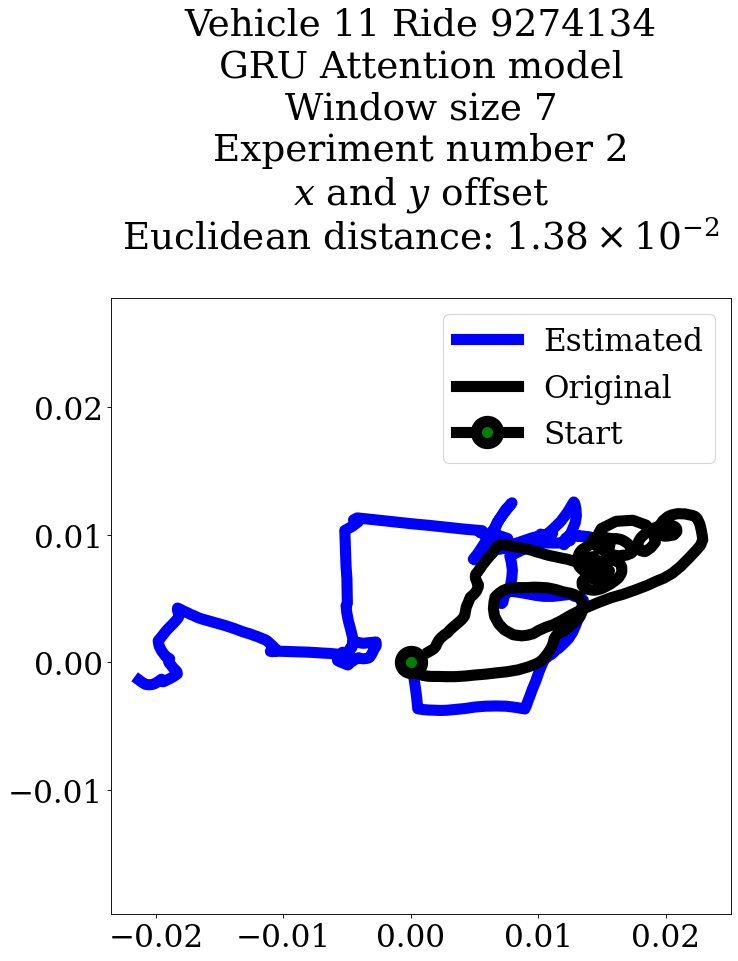 Vehicle 11 Ride 9274134
GRU Attention model
Window size 7
Experiment number 2
x and y offset
Euclidean distance: 1.38 × 10⁻²
Estimated
Original
Start
0.02
0.01
0.00
−0.01
−0.02
−0.01
0.00
0.01
0.02